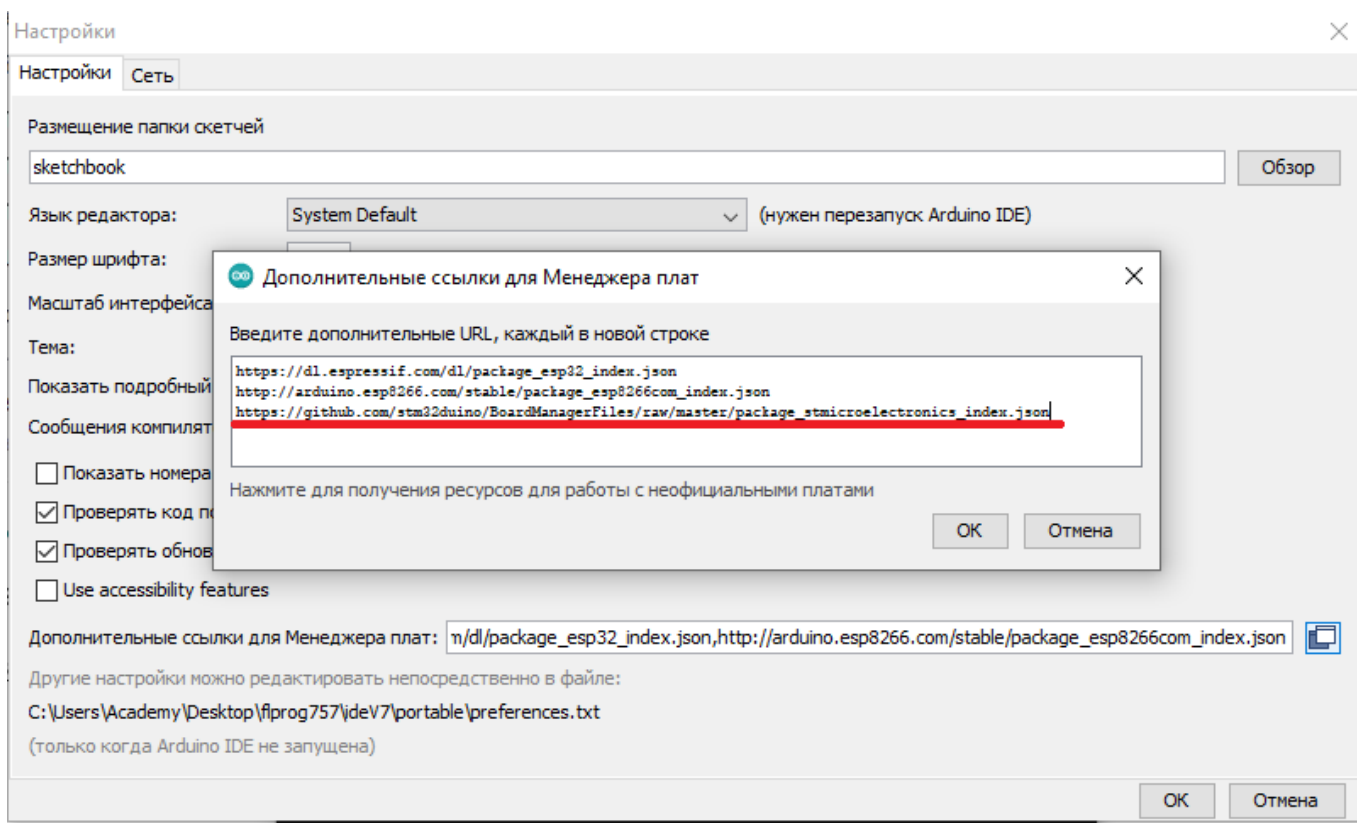 Настройки
Настройки Сеть
Размещение папки скетчей
sketchbook Обзор
Язык редактора: System Default (нужен перезапуск Arduino IDE)
Размер шрифта:
Дополнительные ссылки для Менеджера плат
Масштаб интерфейса
Введите дополнительные URL, каждый в новой строке
Тема:
https://dl.espressif.com/dl/package_esp32_index.json
Показать подробный
http://arduino.esp8266.com/stable/package_esp8266com_index.json
https://github.com/stm32duino/BoardManagerFiles/raw/master/package_stmicroelectronics_index.json
Сообщения компилят
Показать номера
Нажмите для получения ресурсов для работы с неофициальными платами
Проверять код п
OK Отмена
Проверять обнов
Use accessibility features
Дополнительные ссылки для Менеджера плат: n/dl/package_esp32_index.json,http://arduino.esp8266.com/stable/package_esp8266com_index.json
Другие настройки можно редактировать непосредственно в файле:
C:\Users\Academy\Desktop\flprog757\ideV7\portable\preferences.txt
(только когда Arduino IDE не запущена)
OK Отмена